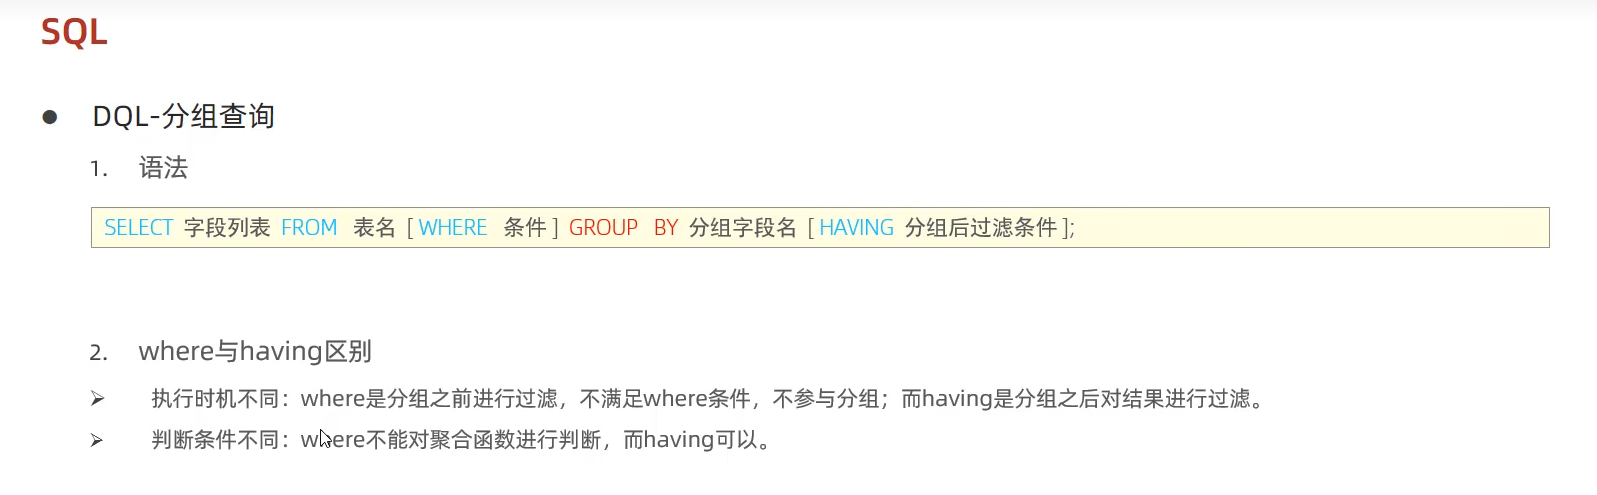 SQL
● DQL-分组查询
1. 语法
SELECT 字段列表 FROM 表名 [ WHERE 条件 ] GROUP BY 分组字段名 [ HAVING 分组后过滤条件 ];
2. where与having区别
➢ 执行时机不同：where是分组之前进行过滤，不满足where条件，不参与分组；而having是分组之后对结果进行过滤。
➢ 判断条件不同：where不能对聚合函数进行判断，而having可以。